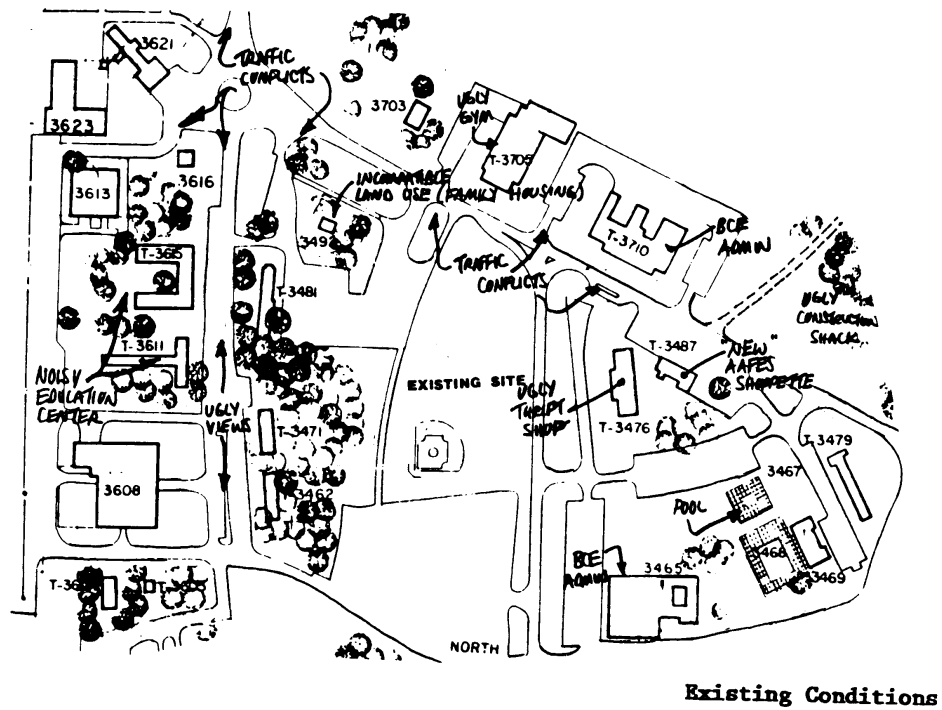 3621
TRAFFIC
CONFLICTS
3703
UGLY
GYM
3623
T-3705
3616
INCOMPATIBLE
LAND USE (FAMILY HOUSING)
3613
3492
T-3710
BCE
ADMIN
T-3615
TRAFFIC
CONFLICTS
T-3481
UGLY
CONSTRUCTION
SHACK
T-3611
T-3487
"NEW"
AAFES
SHOPPETTE
NOISY
EDUCATION
CENTER
EXISTING SITE
UGLY
THRIFT
SHOP
UGLY
VIEWS
T-3471
T-3476
T-3479
3467
3608
3462
POOL
3468
BCE
ADMIN
3465
3469
NORTH
Existing Conditions